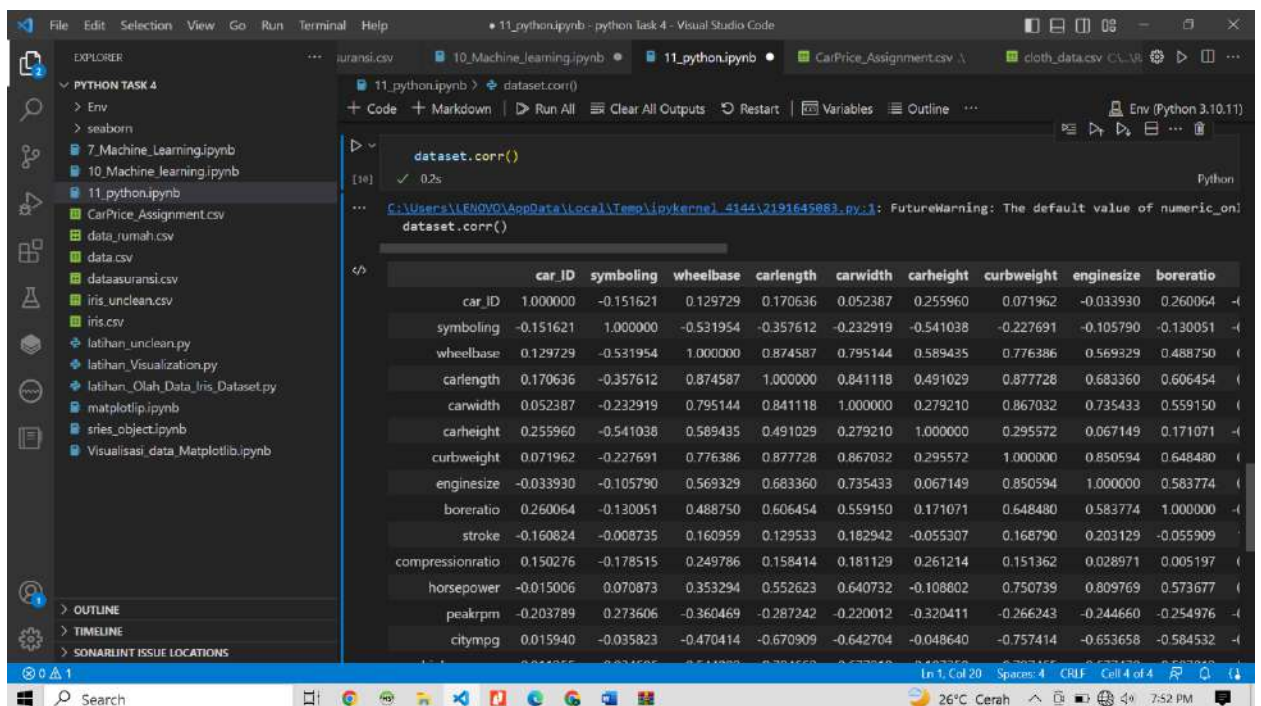 File Edit Selection View Go Run Terminal Help
• 11_python.ipynb - python Task 4 - Visual Studio Code
EXPLORER
PYTHON TASK 4
> Env
> seaborn
7_Machine_Learning.ipynb
10_Machine_learning.ipynb
11_python.ipynb
CarPrice_Assignment.csv
data_rumah.csv
data.csv
dataasuransi.csv
iris_unclean.csv
iris.csv
latihan_unclean.py
latihan_Visualization.py
latihan._Olah_Data_Iris_Dataset.py
matplotlip.ipynb
sries_object.ipynb
Visualisasi_data_Matplotlib.ipynb
> OUTLINE
> TIMELINE
> SONARLINT ISSUE LOCATIONS
uransi.csv 10_Machine_learning.ipynb ● 11_python.ipynb ● CarPrice_Assignment.csv .\ cloth_data.csv C:\...\R
11_python.ipynb > dataset.corr()
+ Code + Markdown Run All Clear All Outputs Restart Variables Outline ... Env (Python 3.10.11)
dataset.corr()
[10] ✓ 0.2s Python
... C:\Users\LENOVO\AppData\Local\Temp\ipykernel_4144\2191645083.py:1: FutureWarning: The default value of numeric_onl
dataset.corr()
car_ID symboling wheelbase carlength carwidth carheight curbweight enginesize boreratio
car_ID 1.000000 -0.151621 0.129729 0.170636 0.052387 0.255960 0.071962 -0.033930 0.260064 -(
symboling -0.151621 1.000000 -0.531954 -0.357612 -0.232919 -0.541038 -0.227691 -0.105790 -0.130051 -(
wheelbase 0.129729 -0.531954 1.000000 0.874587 0.795144 0.589435 0.776386 0.569329 0.488750
carlength 0.170636 -0.357612 0.874587 1.000000 0.841118 0.491029 0.877728 0.683360 0.606454
carwidth 0.052387 -0.232919 0.795144 0.841118 1.000000 0.279210 0.867032 0.735433 0.559150
carheight 0.255960 -0.541038 0.589435 0.491029 0.279210 1.000000 0.295572 0.067149 0.171071 -(
curbweight 0.071962 -0.227691 0.776386 0.877728 0.867032 0.295572 1.000000 0.850594 0.648480
enginesize -0.033930 -0.105790 0.569329 0.683360 0.735433 0.067149 0.850594 1.000000 0.583774
boreratio 0.260064 -0.130051 0.488750 0.606454 0.559150 0.171071 0.648480 0.583774 1.000000 -(
stroke -0.160824 -0.008735 0.160959 0.129533 0.182942 -0.055307 0.168790 0.203129 -0.055909
compressionratio 0.150276 -0.178515 0.249786 0.158414 0.181129 0.261214 0.151362 0.028971 0.005197
horsepower -0.015006 0.070873 0.353294 0.552623 0.640732 -0.108802 0.750739 0.809769 0.573677
peakrpm -0.203789 0.273606 -0.360469 -0.287242 -0.220012 -0.320411 -0.266243 -0.244660 -0.254976 -(
citympg 0.015940 -0.035823 -0.470414 -0.670909 -0.642704 -0.048640 -0.757414 -0.653658 -0.584532 -(
0 1 Ln 1, Col 20 Spaces: 4 CRLF Cell 4 of 4
Search 26°C Cerah 7:52 PM